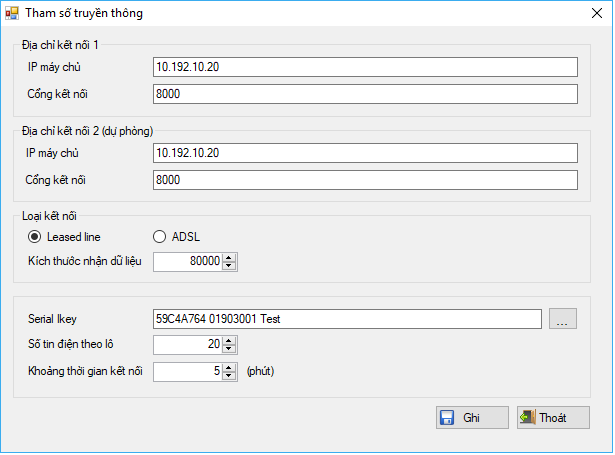 Tham số truyền thông
Địa chỉ kết nối 1
IP máy chủ 10.192.10.20
Cổng kết nối 8000
Địa chỉ kết nối 2 (dự phòng)
IP máy chủ 10.192.10.20
Cổng kết nối 8000
Loại kết nối
Leased line ADSL
Kích thước nhận dữ liệu 80000
Serial Ikey 59C4A764 01903001 Test ...
Số tin điện theo lô 20
Khoảng thời gian kết nối 5 (phút)
Ghi Thoát